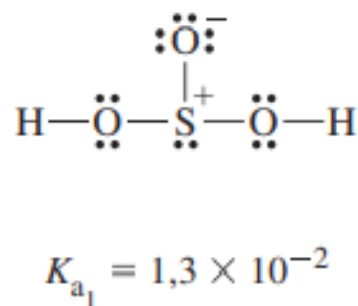 O−
H—O—S+—O—H
Kₐ₁ = 1,3 × 10⁻²